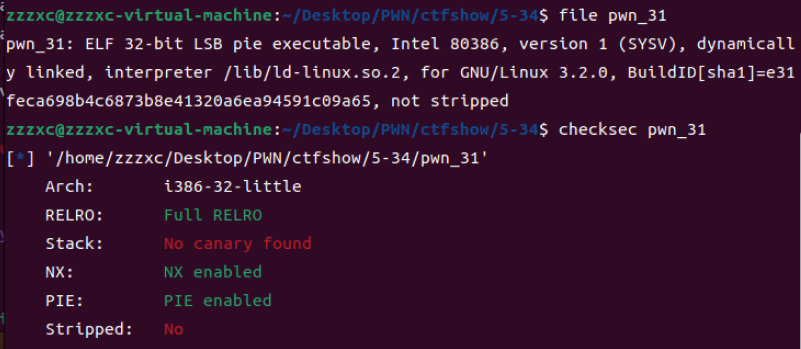 zzzxc@zzzxc-virtual-machine:~/Desktop/PWN/ctfshow/5-34$ file pwn_31
pwn_31: ELF 32-bit LSB pie executable, Intel 80386, version 1 (SYSV), dynamicall
y linked, interpreter /lib/ld-linux.so.2, for GNU/Linux 3.2.0, BuildID[sha1]=e31
feca698b4c6873b8e41320a6ea94591c09a65, not stripped
zzzxc@zzzxc-virtual-machine:~/Desktop/PWN/ctfshow/5-34$ checksec pwn_31
[*] '/home/zzzxc/Desktop/PWN/ctfshow/5-34/pwn_31'
    Arch:       i386-32-little
    RELRO:      Full RELRO
    Stack:      No canary found
    NX:         NX enabled
    PIE:        PIE enabled
    Stripped:   No